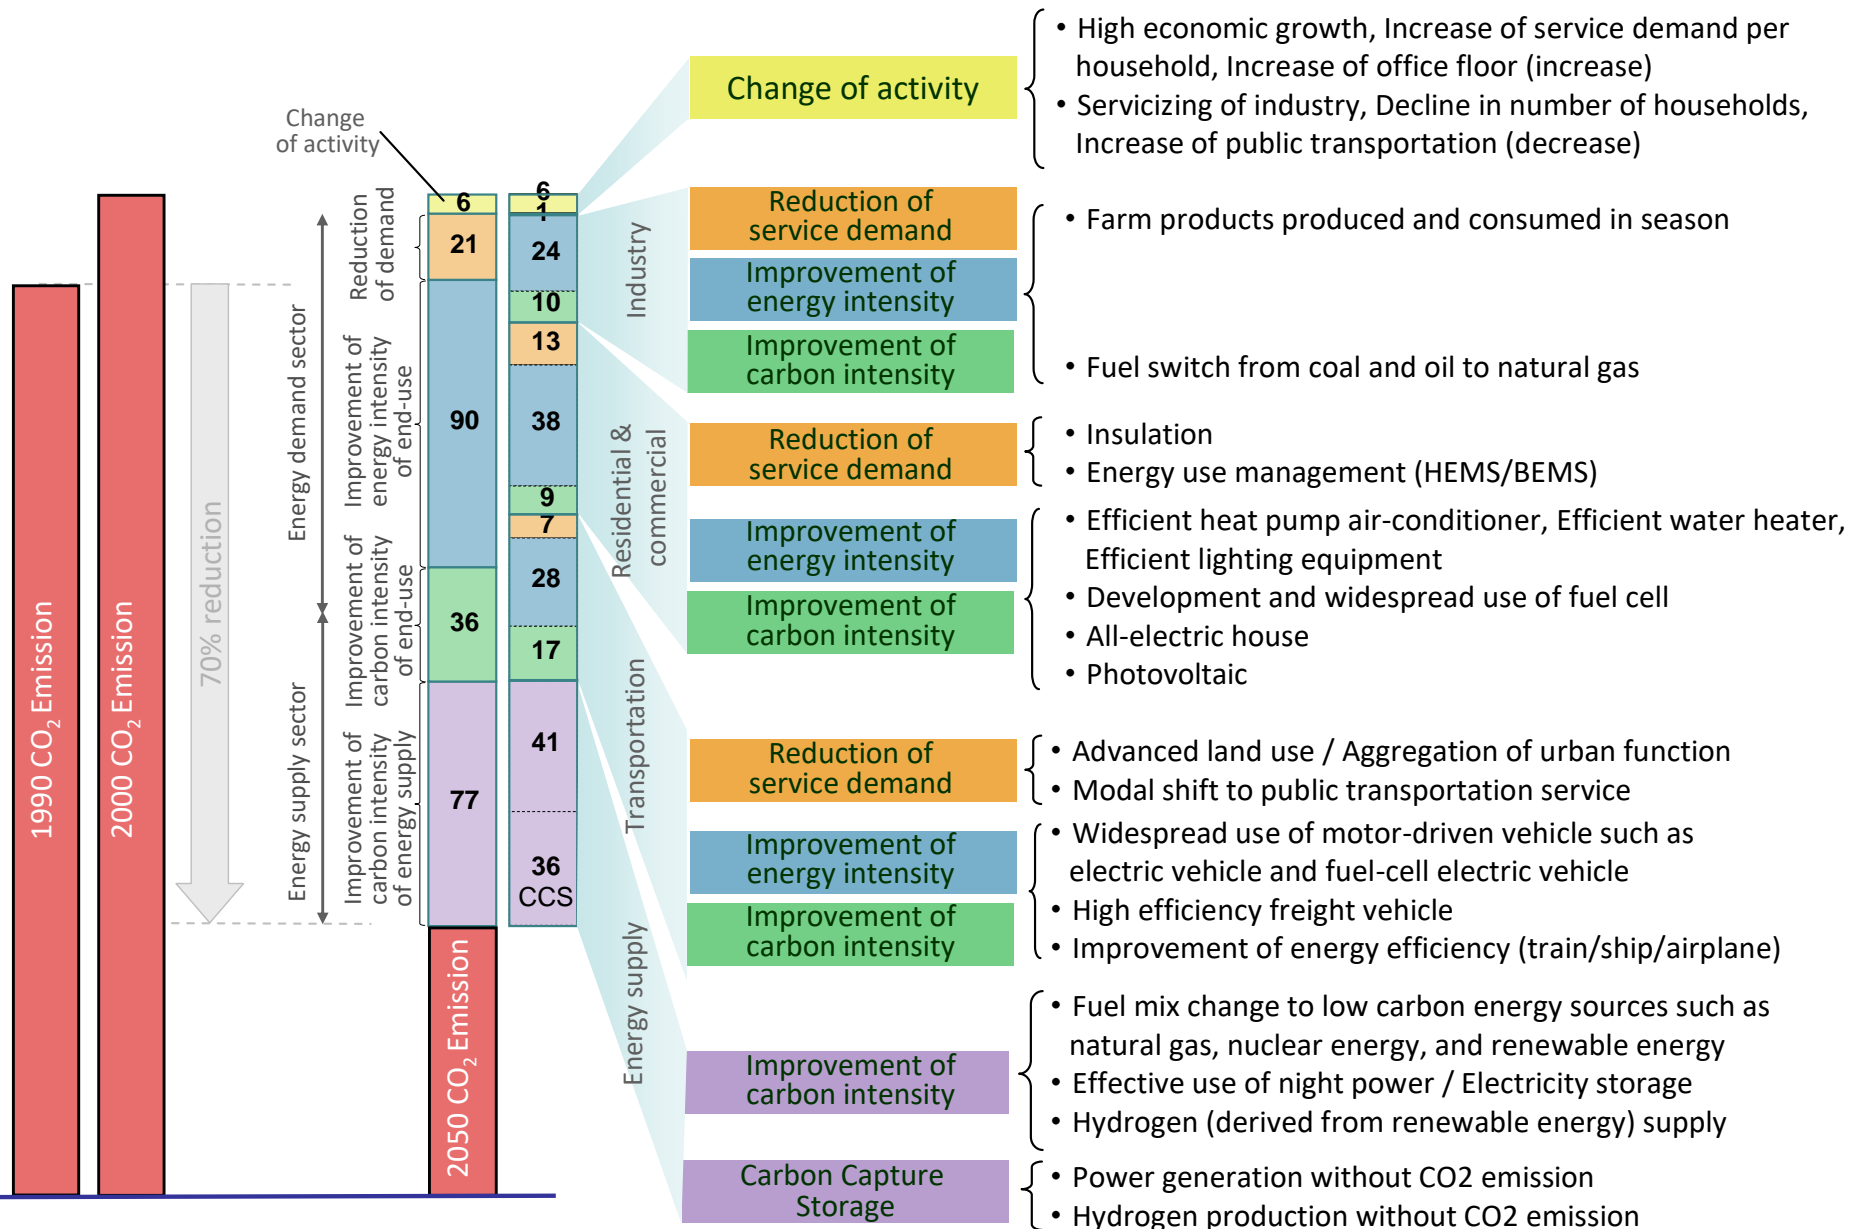 1990 CO2 Emission
2000 CO2 Emission
70% reduction
Energy demand sector
Energy supply sector
Change
of activity
Reduction
of demand
Improvement of
energy intensity
of end-use
Improvement of
carbon intensity
of end-use
Improvement of
carbon intensity
of energy supply
6
21
90
36
77
2050 CO2 Emission
6
1
24
10
13
38
9
7
28
17
41
36
CCS
Industry
Residential &
commercial
Transportation
Energy supply
Change of activity
• High economic growth, Increase of service demand per
household, Increase of office floor (increase)
• Servicizing of industry, Decline in number of households,
Increase of public transportation (decrease)
Reduction of
service demand
Improvement of
energy intensity
Improvement of
carbon intensity
• Farm products produced and consumed in season
• Fuel switch from coal and oil to natural gas
Reduction of
service demand
• Insulation
• Energy use management (HEMS/BEMS)
Improvement of
energy intensity
Improvement of
carbon intensity
• Efficient heat pump air-conditioner, Efficient water heater,
Efficient lighting equipment
• Development and widespread use of fuel cell
• All-electric house
• Photovoltaic
Reduction of
service demand
• Advanced land use / Aggregation of urban function
• Modal shift to public transportation service
Improvement of
energy intensity
Improvement of
carbon intensity
• Widespread use of motor-driven vehicle such as
electric vehicle and fuel-cell electric vehicle
• High efficiency freight vehicle
• Improvement of energy efficiency (train/ship/airplane)
Improvement of
carbon intensity
• Fuel mix change to low carbon energy sources such as
natural gas, nuclear energy, and renewable energy
• Effective use of night power / Electricity storage
• Hydrogen (derived from renewable energy) supply
Carbon Capture
Storage
• Power generation without CO2 emission
• Hydrogen production without CO2 emission